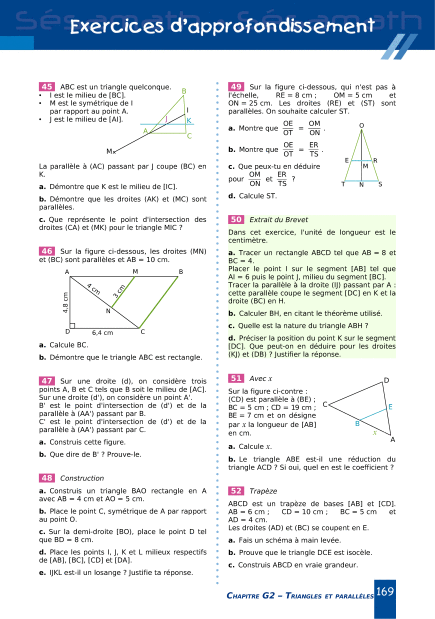 Exercices d'approfondissement
45 ABC est un triangle quelconque.
• I est le milieu de [BC].
• M est le symétrique de I
par rapport au point A.
• J est le milieu de [AI].
B
I
J
K
A
C
M
La parallèle à (AC) passant par J coupe (BC) en
K.
a. Démontre que K est le milieu de [IC].
b. Démontre que les droites (AK) et (MC) sont
parallèles.
c. Que représente le point d'intersection des
droites (CA) et (MK) pour le triangle MIC ?
46 Sur la figure ci-dessous, les droites (MN)
et (BC) sont parallèles et AB = 10 cm.
A
M
B
4 cm
3 cm
4,8 cm
N
D
6,4 cm
C
a. Calcule BC.
b. Démontre que le triangle ABC est rectangle.
47 Sur une droite (d), on considère trois
points A, B et C tels que B soit le milieu de [AC].
Sur une droite (d'), on considère un point A'.
B' est le point d'intersection de (d') et de la
parallèle à (AA') passant par B.
C' est le point d'intersection de (d') et de la
parallèle à (AA') passant par C.
a. Construis cette figure.
b. Que dire de B' ? Prouve-le.
48 Construction
a. Construis un triangle BAO rectangle en A
avec AB = 4 cm et AO = 5 cm.
b. Place le point C, symétrique de A par rapport
au point O.
c. Sur la demi-droite [BO), place le point D tel
que BD = 8 cm.
d. Place les points I, J, K et L milieux respectifs
de [AB], [BC], [CD] et [DA].
e. IJKL est-il un losange ? Justifie ta réponse.
49 Sur la figure ci-dessous, qui n'est pas à
l'échelle, RE = 8 cm ; OM = 5 cm et
ON = 25 cm. Les droites (RE) et (ST) sont
parallèles. On souhaite calculer ST.
a. Montre que OE/OT = OM/ON .
b. Montre que OE/OT = ER/TS .
c. Que peux-tu en déduire
pour OM/ON et ER/TS ?
d. Calcule ST.
O
E
R
M
T
N
S
50 Extrait du Brevet
Dans cet exercice, l'unité de longueur est le
centimètre.
a. Tracer un rectangle ABCD tel que AB = 8 et
BC = 4.
Placer le point I sur le segment [AB] tel que
AI = 6 puis le point J, milieu du segment [BC].
Tracer la parallèle à la droite (IJ) passant par A :
cette parallèle coupe le segment [DC] en K et la
droite (BC) en H.
b. Calculer BH, en citant le théorème utilisé.
c. Quelle est la nature du triangle ABH ?
d. Préciser la position du point K sur le segment
[DC]. Que peut-on en déduire pour les droites
(KJ) et (DB) ? Justifier la réponse.
51 Avec x
Sur la figure ci-contre :
(CD) est parallèle à (BE) ;
BC = 5 cm ; CD = 19 cm ;
BE = 7 cm et on désigne
par x la longueur de [AB]
en cm.
D
C
E
B
x
A
a. Calcule x.
b. Le triangle ABE est-il une réduction du
triangle ACD ? Si oui, quel en est le coefficient ?
52 Trapèze
ABCD est un trapèze de bases [AB] et [CD].
AB = 6 cm ; CD = 10 cm ; BC = 5 cm et
AD = 4 cm.
Les droites (AD) et (BC) se coupent en E.
a. Fais un schéma à main levée.
b. Prouve que le triangle DCE est isocèle.
c. Construis ABCD en vraie grandeur.
CHAPITRE G2 – TRIANGLES ET PARALLÈLES 169